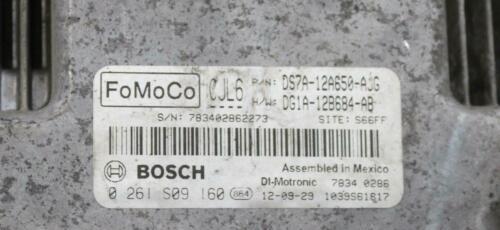 FoMoCo CJL6 P/N: DS7A-12A650-AJG
H/W: DG1A-12B684-AB
S/N: 783402862273 SITE: S66FF
BOSCH Assembled in Mexico
DI-Motronic 7834 0286
0 261 S09 160 864 12-09-29 1039S61817